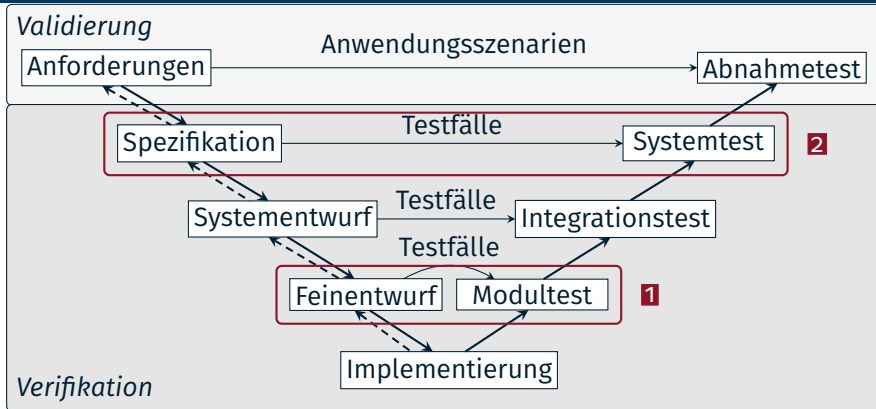 Validierung
Anwendungsszenarien
Anforderungen
Abnahmetest
Testfälle
Spezifikation
Systemtest
2
Testfälle
Systementwurf
Integrationstest
Testfälle
Feinentwurf
Modultest
1
Implementierung
Verifikation